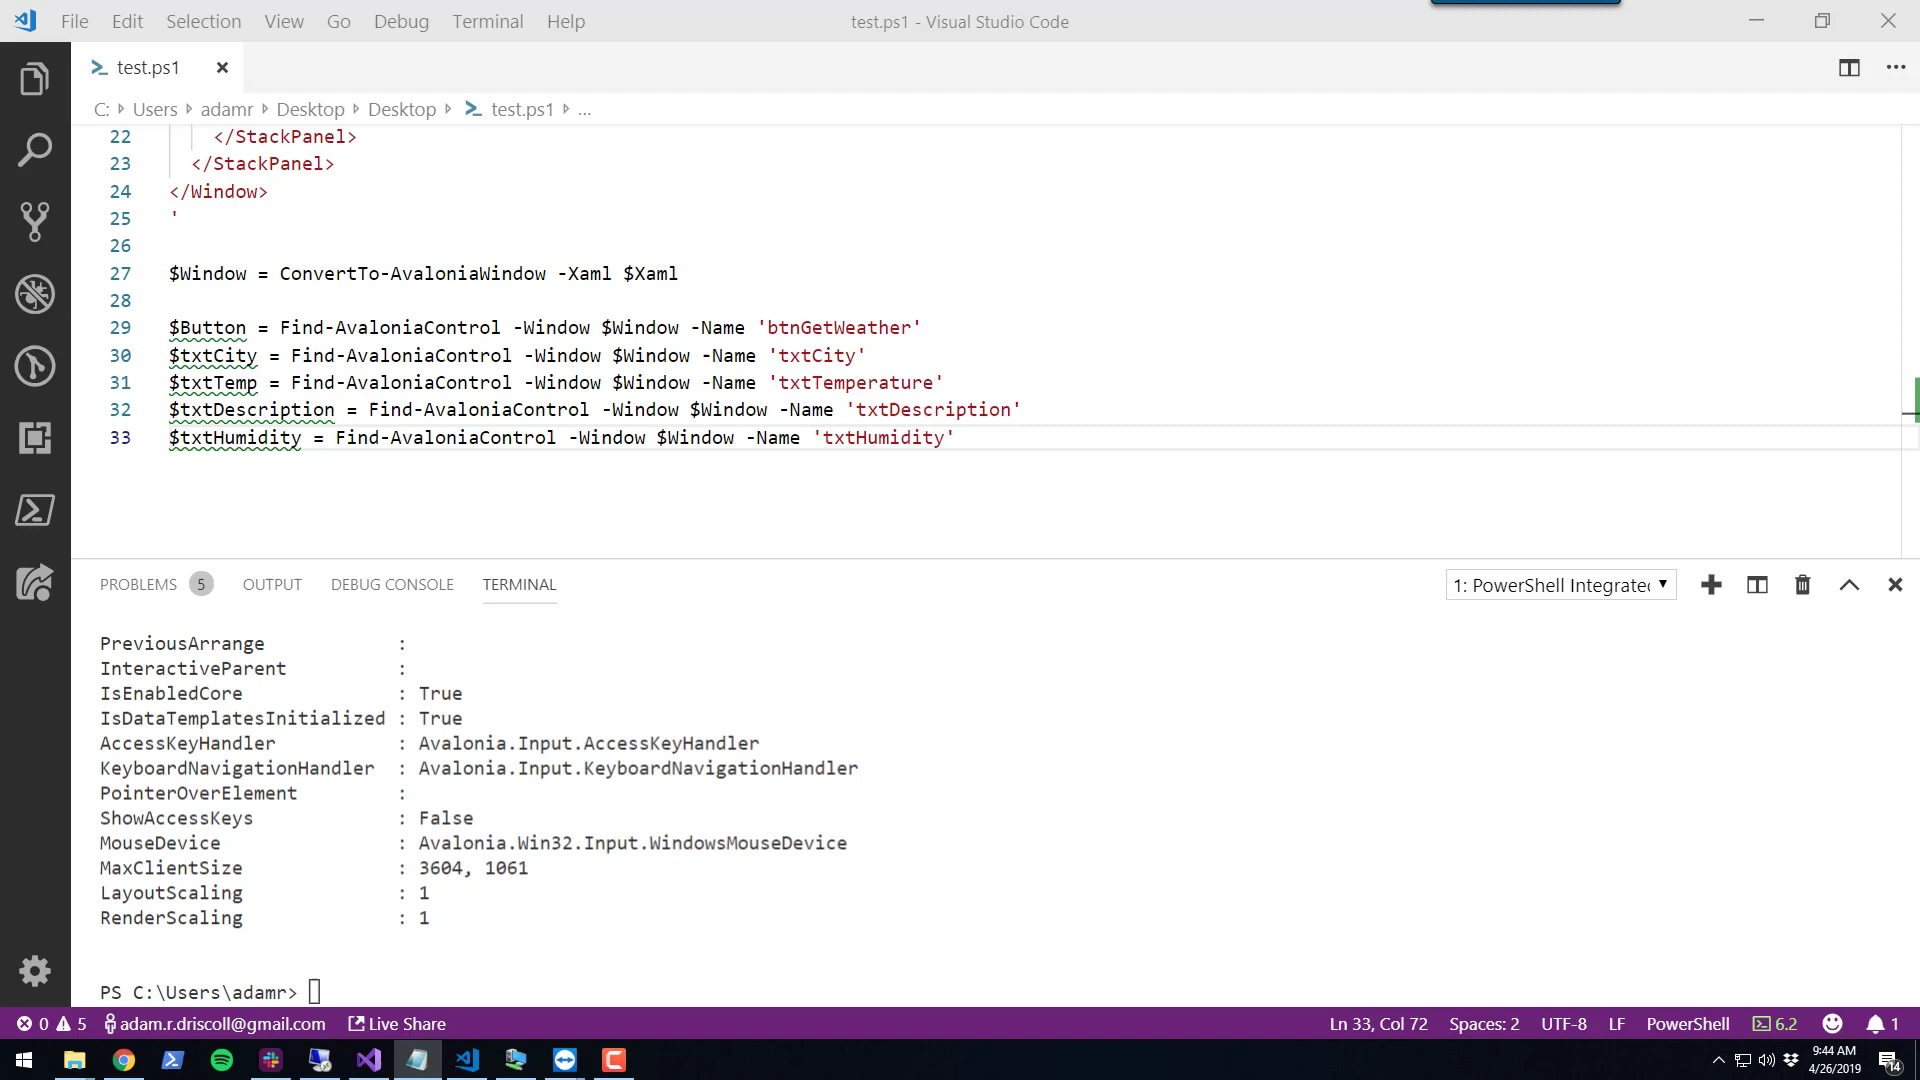 File Edit Selection View Go Debug Terminal Help test.ps1 - Visual Studio Code
test.ps1
C: Users adamr Desktop Desktop test.ps1 ...
22 </StackPanel>
23 </StackPanel>
24 </Window>
25 '
26
27 $Window = ConvertTo-AvaloniaWindow -Xaml $Xaml
28
29 $Button = Find-AvaloniaControl -Window $Window -Name 'btnGetWeather'
30 $txtCity = Find-AvaloniaControl -Window $Window -Name 'txtCity'
31 $txtTemp = Find-AvaloniaControl -Window $Window -Name 'txtTemperature'
32 $txtDescription = Find-AvaloniaControl -Window $Window -Name 'txtDescription'
33 $txtHumidity = Find-AvaloniaControl -Window $Window -Name 'txtHumidity'
PROBLEMS 5 OUTPUT DEBUG CONSOLE TERMINAL 1: PowerShell Integrated
PreviousArrange :
InteractiveParent :
IsEnabledCore : True
IsDataTemplatesInitialized : True
AccessKeyHandler : Avalonia.Input.AccessKeyHandler
KeyboardNavigationHandler : Avalonia.Input.KeyboardNavigationHandler
PointerOverElement :
ShowAccessKeys : False
MouseDevice : Avalonia.Win32.Input.WindowsMouseDevice
MaxClientSize : 3604, 1061
LayoutScaling : 1
RenderScaling : 1
PS C:\Users\adamr>
0 5 adam.r.driscoll@gmail.com Live Share Ln 33, Col 72 Spaces: 2 UTF-8 LF PowerShell 6.2 1
9:44 AM
4/26/2019
14